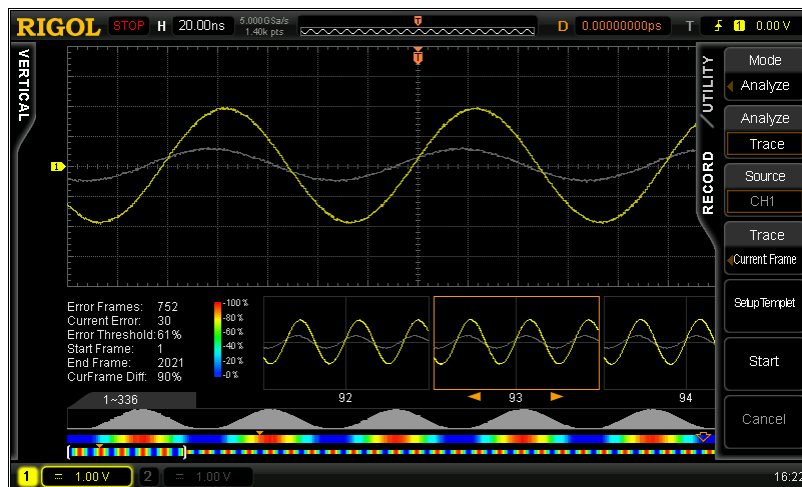 RIGOL STOP H 20.00ns 5.000GSa/s 1.40k pts T D 0.00000000ps T 1 0.00 V
VERTICAL
T
1
UTILITY
RECORD
Mode
Analyze
Analyze
Trace
Source
CH1
Trace
Current Frame
Setup Templet
Start
Cancel
Error Frames: 752
Current Error: 30
Error Threshold: 61%
Start Frame: 1
End Frame: 2021
CurFrame Diff: 90%
-100%
-80%
-60%
-40%
-20%
-0%
1~336
92
93
94
1 = 1.00 V 2 = 1.00 V
16:22